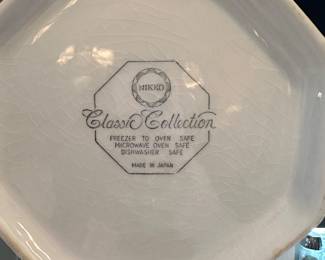 NIKKO
Classic Collection
FREEZER TO OVEN SAFE
MICROWAVE OVEN SAFE
DISHWASHER SAFE
MADE IN JAPAN